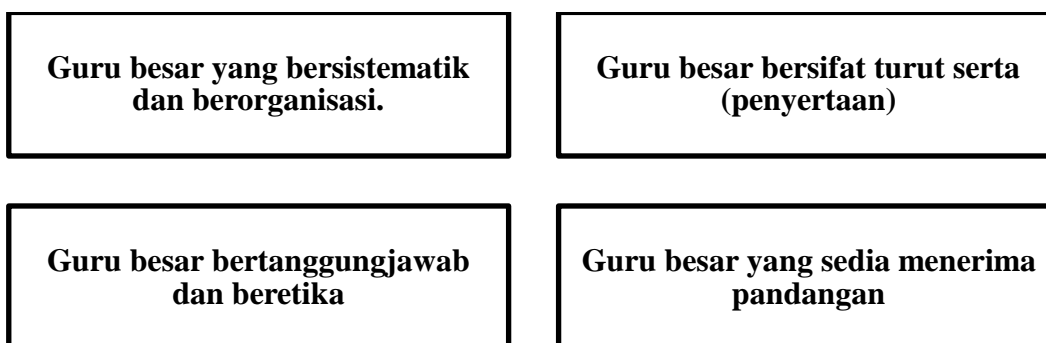 Guru besar yang bersistematik
dan berorganisasi.
Guru besar bersifat turut serta
(penyertaan)
Guru besar bertanggungjawab
dan beretika
Guru besar yang sedia menerima
pandangan